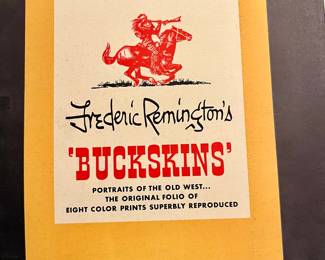 Frederic Remington's
'BUCKSKINS'
PORTRAITS OF THE OLD WEST...
THE ORIGINAL FOLIO OF
EIGHT COLOR PRINTS SUPERBLY REPRODUCED